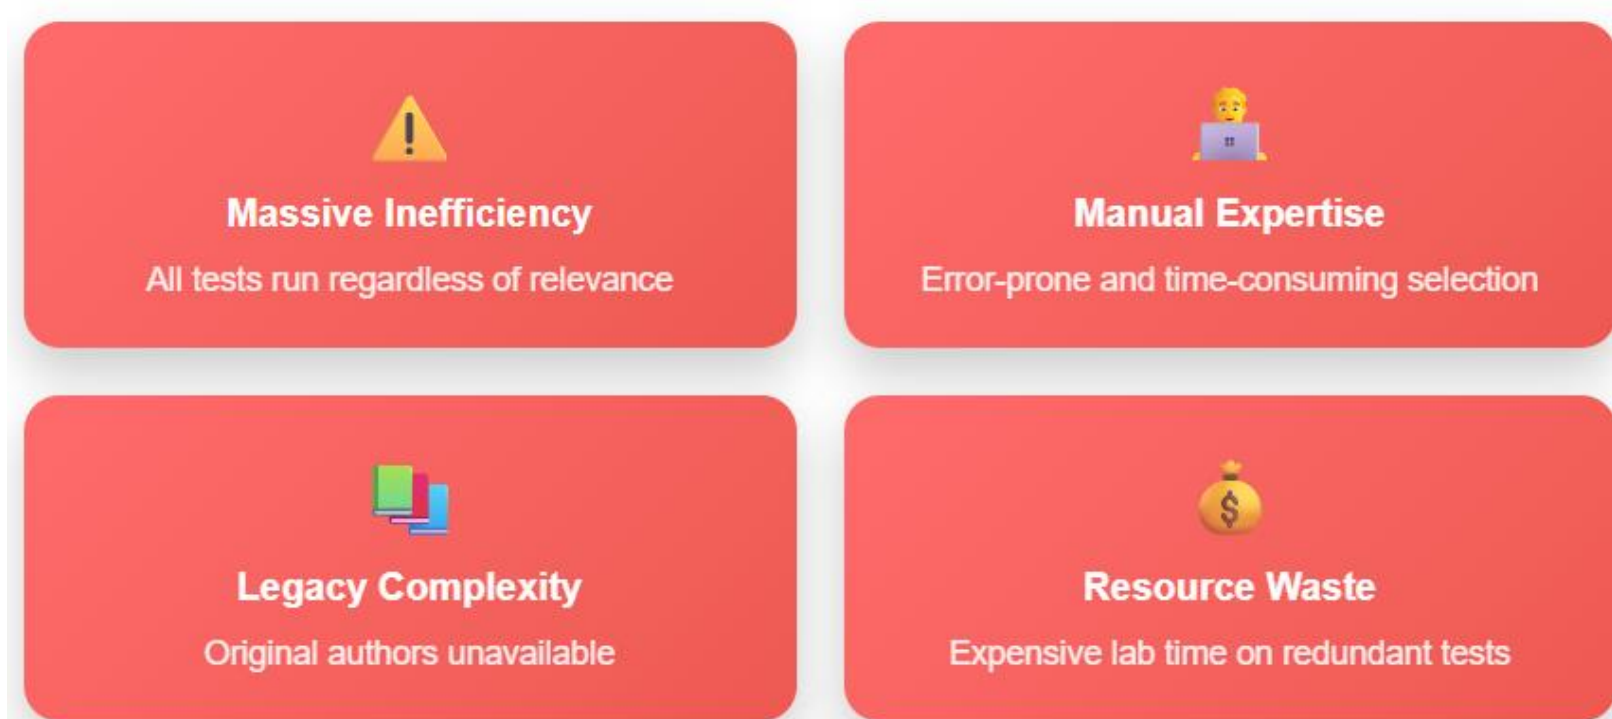 Massive Inefficiency
All tests run regardless of relevance
Manual Expertise
Error-prone and time-consuming selection
Legacy Complexity
Original authors unavailable
$
Resource Waste
Expensive lab time on redundant tests